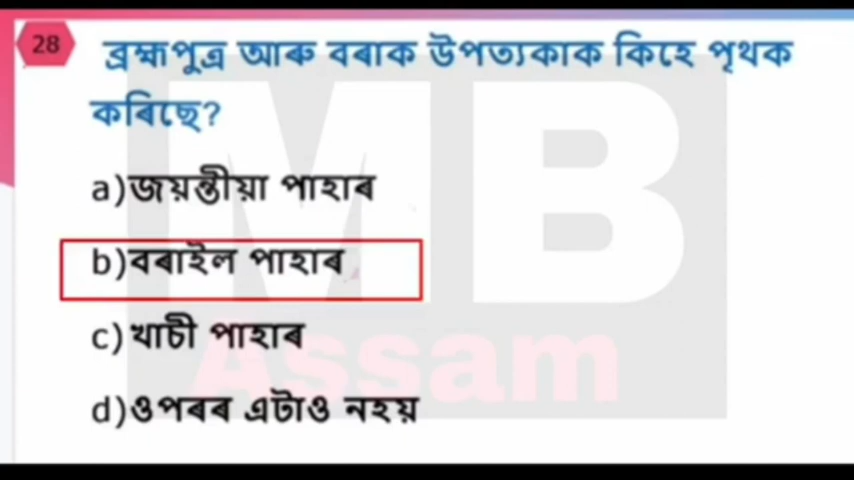 28
ব্ৰহ্মপুত্ৰ আৰু বৰাক উপত্যকাক কিহে পৃথক
কৰিছে?
a)জয়ন্তীয়া পাহাৰ
b)বৰাইল পাহাৰ
c)খাচী পাহাৰ
d)ওপৰৰ এটাও নহয়
MB
Assam